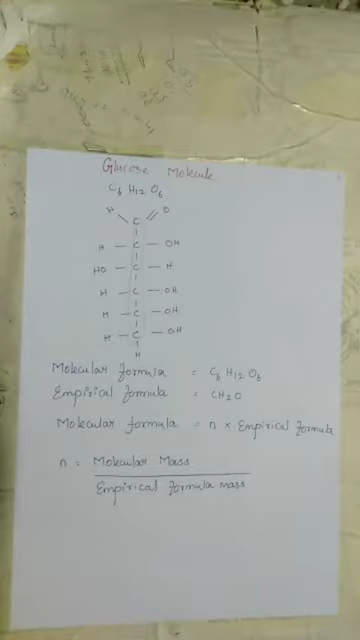 Glucose Molecule
C6 H12 O6
H O
C
H - C - OH
HO - C - H
H - C - OH
H - C - OH
H - C - OH
H
Molecular formula = C6 H12 O6
Empirical formula = CH2O
Molecular formula = n × Empirical Formula
n = Molecular Mass
Empirical formula mass